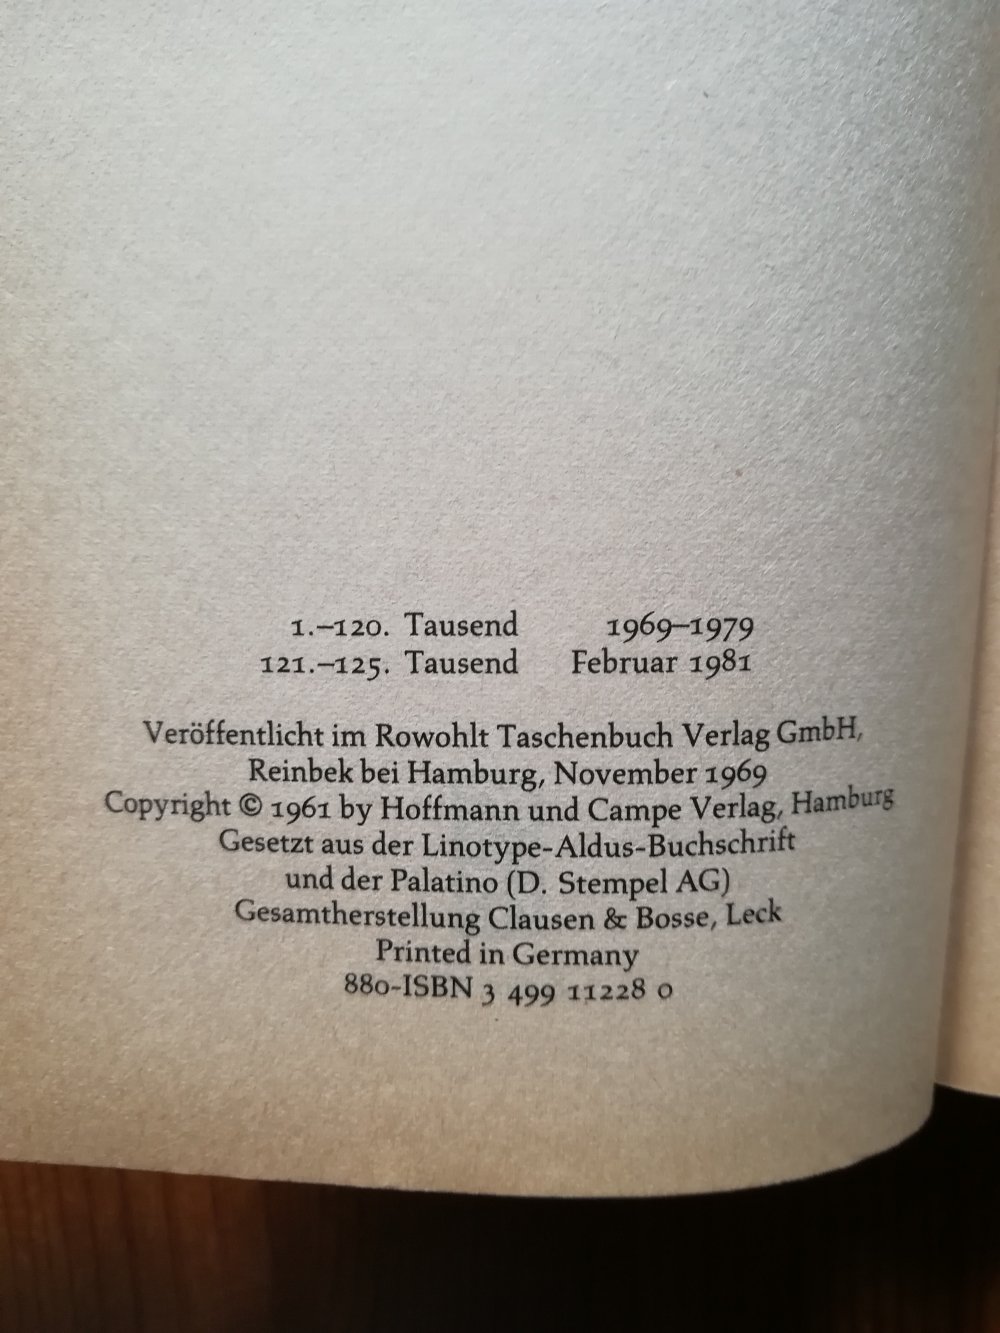 1.–120. Tausend 1969–1979
121.–125. Tausend Februar 1981
Veröffentlicht im Rowohlt Taschenbuch Verlag GmbH,
Reinbek bei Hamburg, November 1969
Copyright © 1961 by Hoffmann und Campe Verlag, Hamburg
Gesetzt aus der Linotype-Aldus-Buchschrift
und der Palatino (D. Stempel AG)
Gesamtherstellung Clausen & Bosse, Leck
Printed in Germany
880-ISBN 3 499 11228 0